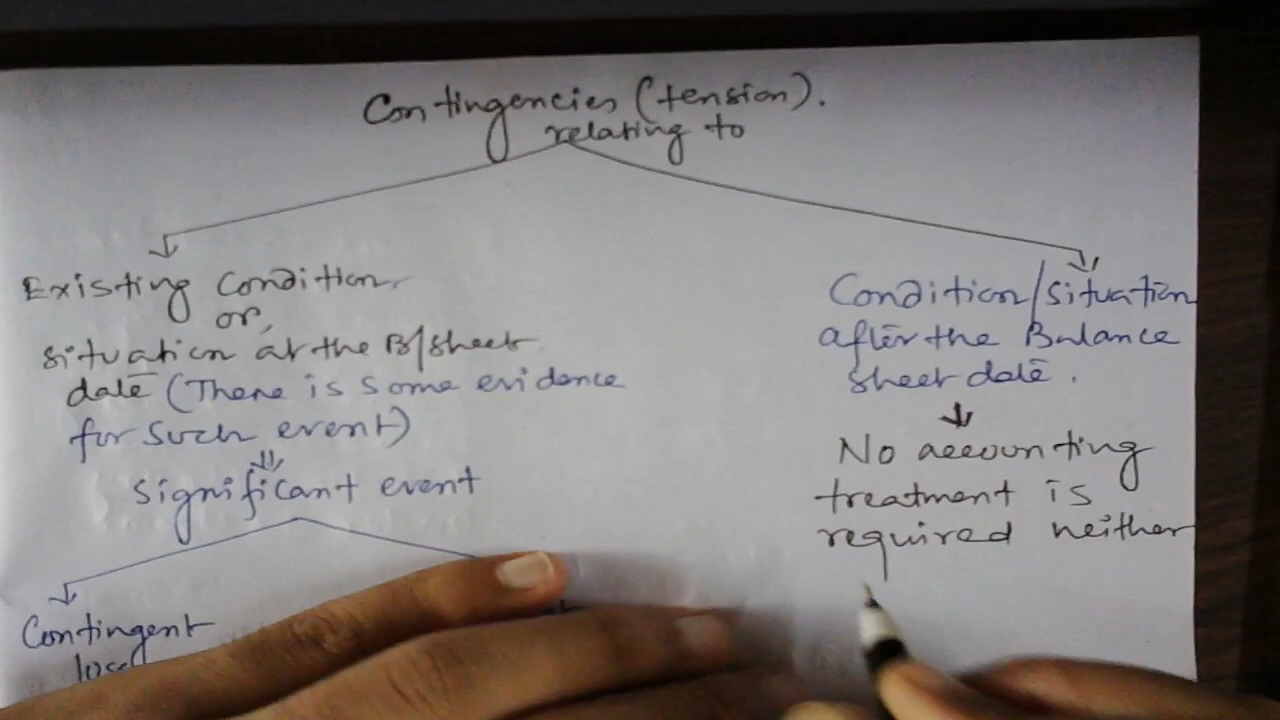 Contingencies (tension).
relating to
Existing Condition
or,
situation at the B/sheet
date (There is some evidence
for such event)
significant event
Contingent
Condition/situation
after the Balance
sheet date.
No accounting
treatment is
required neither